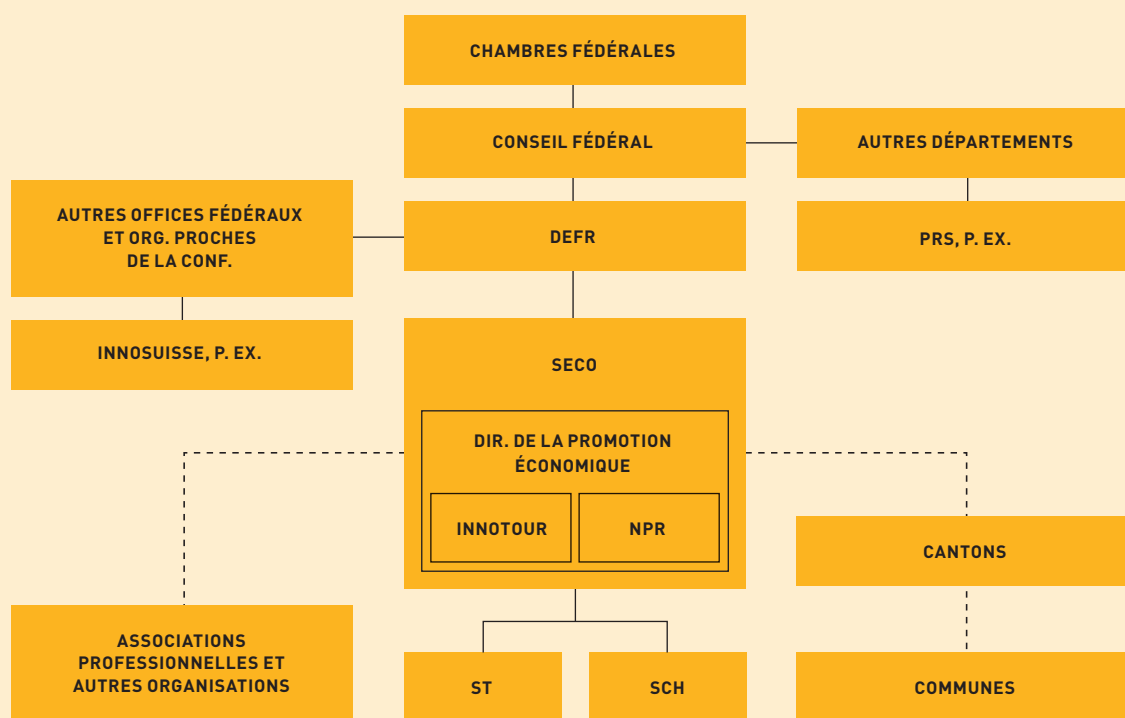 CHAMBRES FÉDÉRALES
CONSEIL FÉDÉRAL
AUTRES DÉPARTEMENTS
AUTRES OFFICES FÉDÉRAUX
ET ORG. PROCHES
DE LA CONF.
DEFR
PRS, P. EX.
INNOSUISSE, P. EX.
SECO
DIR. DE LA PROMOTION
ÉCONOMIQUE
INNOTOUR
NPR
CANTONS
ASSOCIATIONS
PROFESSIONNELLES ET
AUTRES ORGANISATIONS
ST
SCH
COMMUNES